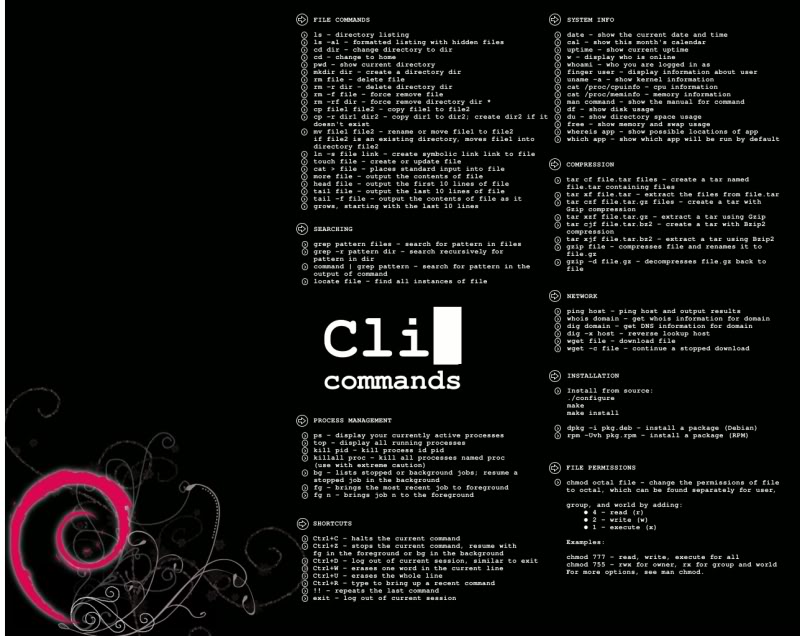 FILE COMMANDS
ls - directory listing
ls -al - formatted listing with hidden files
cd dir - change directory to dir
cd - change to home
pwd - show current directory
mkdir dir - create a directory dir
rm file - delete file
rm -r dir - delete directory dir
rm -f file - force remove file
rm -rf dir - force remove directory dir *
cp file1 file2 - copy file1 to file2
cp -r dir1 dir2 - copy dir1 to dir2; create dir2 if it
doesn't exist
mv file1 file2 - rename or move file1 to file2
if file2 is an existing directory, moves file1 into
directory file2
ln -s file link - create symbolic link link to file
touch file - create or update file
cat > file - places standard input into file
more file - output the contents of file
head file - output the first 10 lines of file
tail file - output the last 10 lines of file
tail -f file - output the contents of file as it
grows, starting with the last 10 lines
SEARCHING
grep pattern files - search for pattern in files
grep -r pattern dir - search recursively for
pattern in dir
command | grep pattern - search for pattern in the
output of command
locate file - find all instances of file
Cli
commands
PROCESS MANAGEMENT
ps - display your currently active processes
top - display all running processes
kill pid - kill process id pid
killall proc - kill all processes named proc
(use with extreme caution)
bg - lists stopped or background jobs; resume a
stopped job in the background
fg - brings the most recent job to foreground
fg n - brings job n to the foreground
SHORTCUTS
Ctrl+C - halts the current command
Ctrl+Z - stops the current command, resume with
fg in the foreground or bg in the background
Ctrl+D - log out of current session, similar to exit
Ctrl+W - erases one word in the current line
Ctrl+U - erases the whole line
Ctrl+R - type to bring up a recent command
!! - repeats the last command
exit - log out of current session
SYSTEM INFO
date - show the current date and time
cal - show this month's calendar
uptime - show current uptime
w - display who is online
whoami - who you are logged in as
finger user - display information about user
uname -a - show kernel information
cat /proc/cpuinfo - cpu information
cat /proc/meminfo - memory information
man command - show the manual for command
df - show disk usage
du - show directory space usage
free - show memory and swap usage
whereis app - show possible locations of app
which app - show which app will be run by default
COMPRESSION
tar cf file.tar files - create a tar named
file.tar containing files
tar xf file.tar - extract the files from file.tar
tar czf file.tar.gz files - create a tar with
Gzip compression
tar xzf file.tar.gz - extract a tar using Gzip
tar cjf file.tar.bz2 - create a tar with Bzip2
compression
tar xjf file.tar.bz2 - extract a tar using Bzip2
gzip file - compresses file and renames it to
file.gz
gzip -d file.gz - decompresses file.gz back to
file
NETWORK
ping host - ping host and output results
whois domain - get whois information for domain
dig domain - get DNS information for domain
dig -x host - reverse lookup host
wget file - download file
wget -c file - continue a stopped download
INSTALLATION
Install from source:
./configure
make
make install
dpkg -i pkg.deb - install a package (Debian)
rpm -Uvh pkg.rpm - install a package (RPM)
FILE PERMISSIONS
chmod octal file - change the permissions of file
to octal, which can be found separately for user,
group, and world by adding:
● 4 - read (r)
● 2 - write (w)
● 1 - execute (x)
Examples:
chmod 777 - read, write, execute for all
chmod 755 - rwx for owner, rx for group and world
For more options, see man chmod.